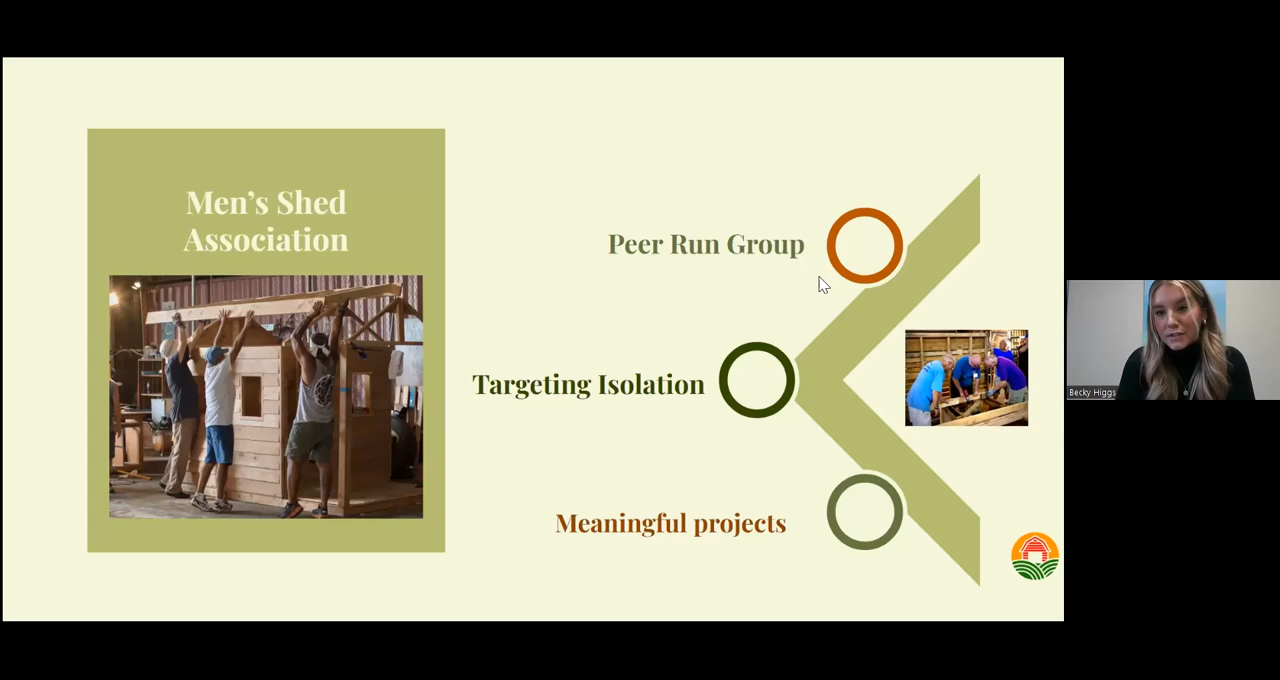 Men’s Shed
Association
Peer Run Group
Targeting Isolation
Meaningful projects
Becky Higgs